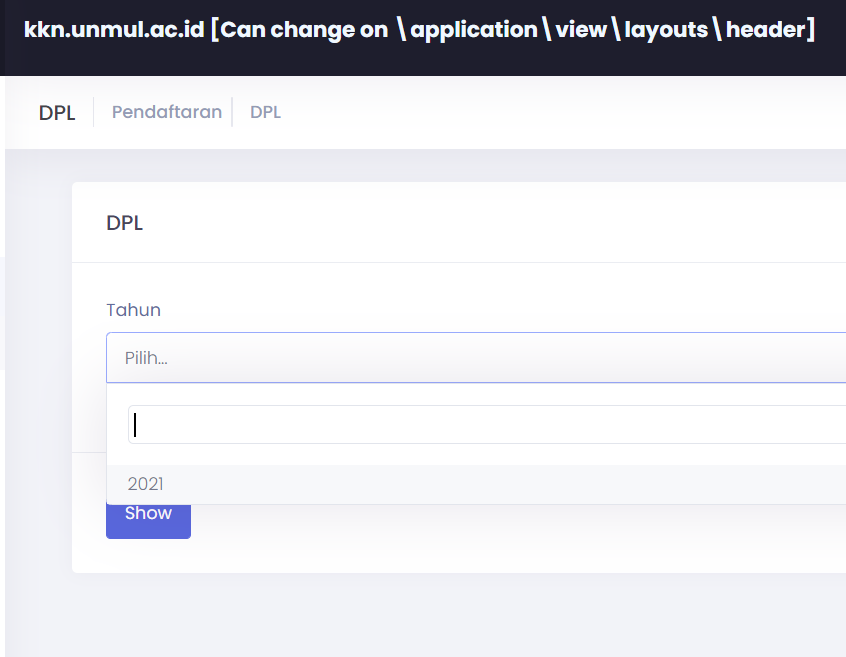 kkn.unmul.ac.id [Can change on \application\view\layouts\header]
DPL Pendaftaran DPL
DPL
Tahun
Pilih...
2021
Show